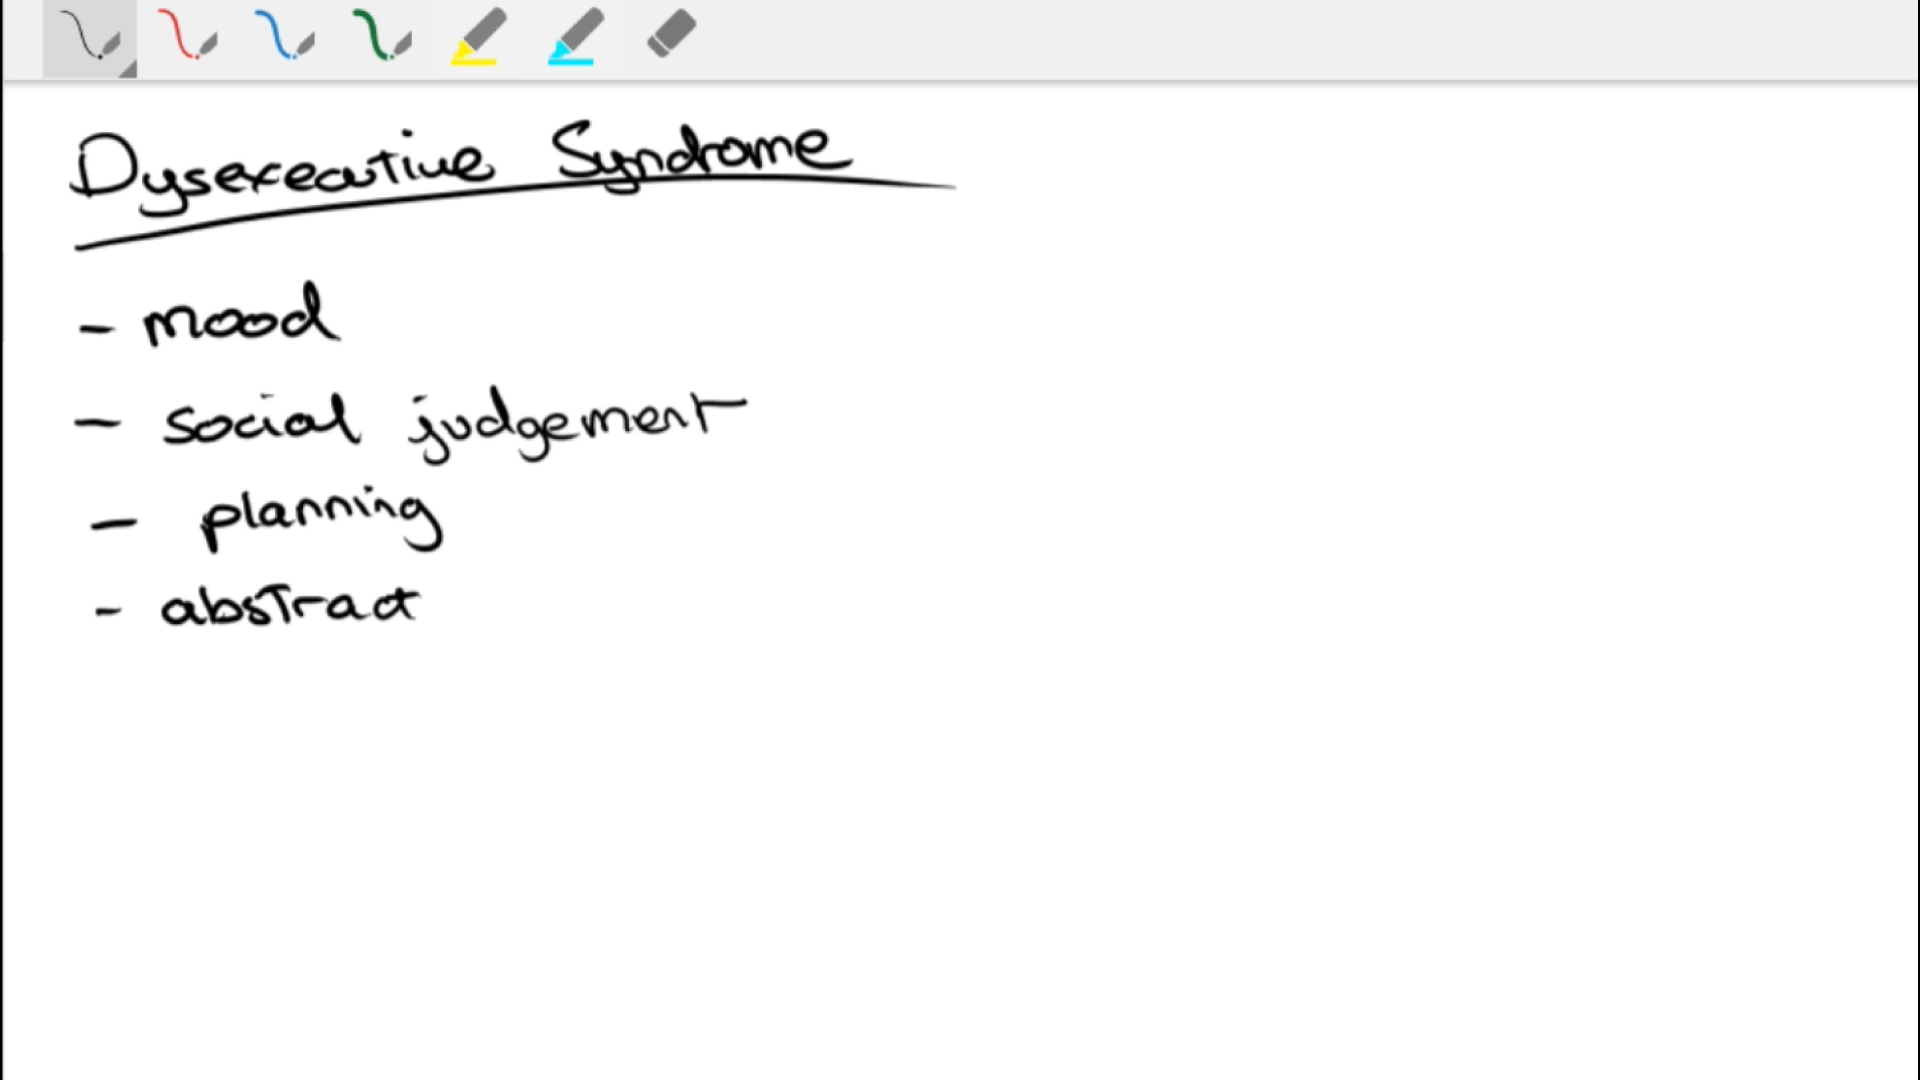 Dysexecutive Syndrome
- mood
- social judgement
- planning
- abstract